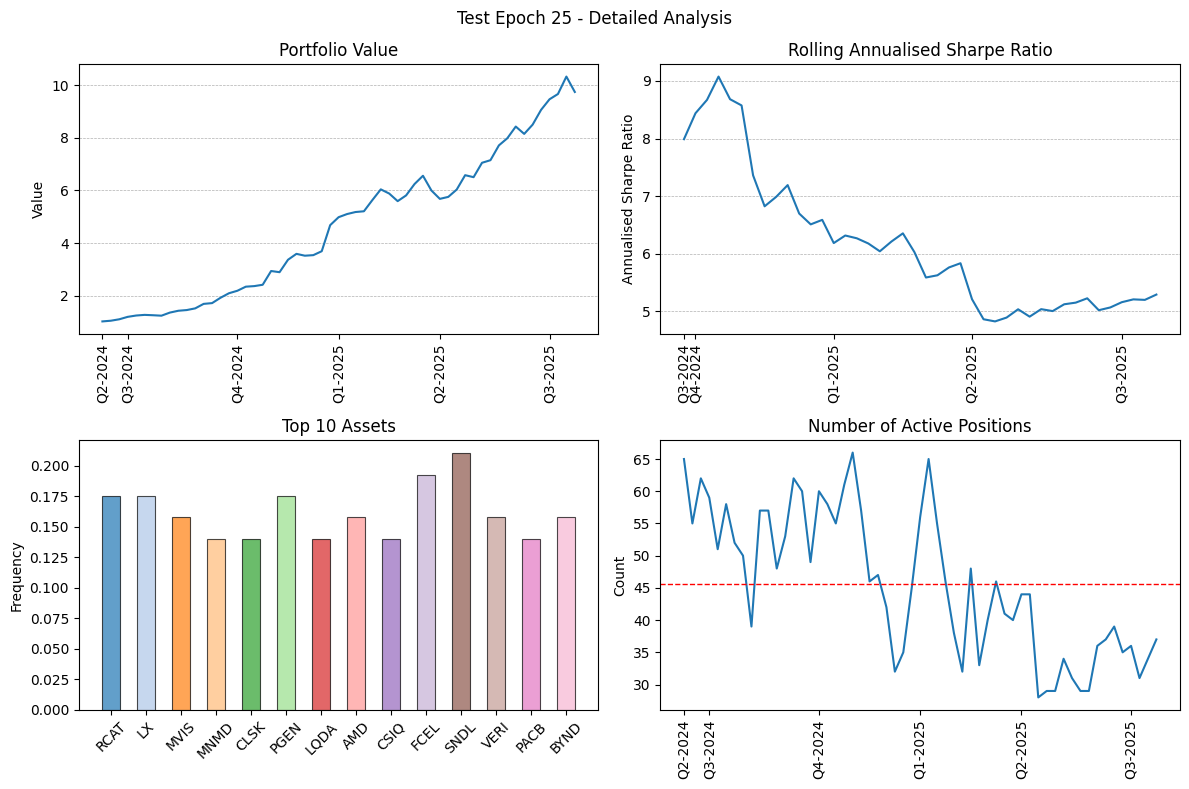 Test Epoch 25 - Detailed Analysis
Portfolio Value
Value
10
8
6
4
2
Q2-2024
Q3-2024
Q4-2024
Q1-2025
Q2-2025
Q3-2025
Rolling Annualised Sharpe Ratio
Annualised Sharpe Ratio
9
8
7
6
5
Q3-2024
Q4-2024
Q1-2025
Q2-2025
Q3-2025
Top 10 Assets
Frequency
0.200
0.175
0.150
0.125
0.100
0.075
0.050
0.025
0.000
RCAT
LX
MVIS
MNMD
CLSK
PGEN
LQDA
AMD
CSIQ
FCEL
SNDL
VERI
PACB
BYND
Number of Active Positions
Count
65
60
55
50
45
40
35
30
Q2-2024
Q3-2024
Q4-2024
Q1-2025
Q2-2025
Q3-2025